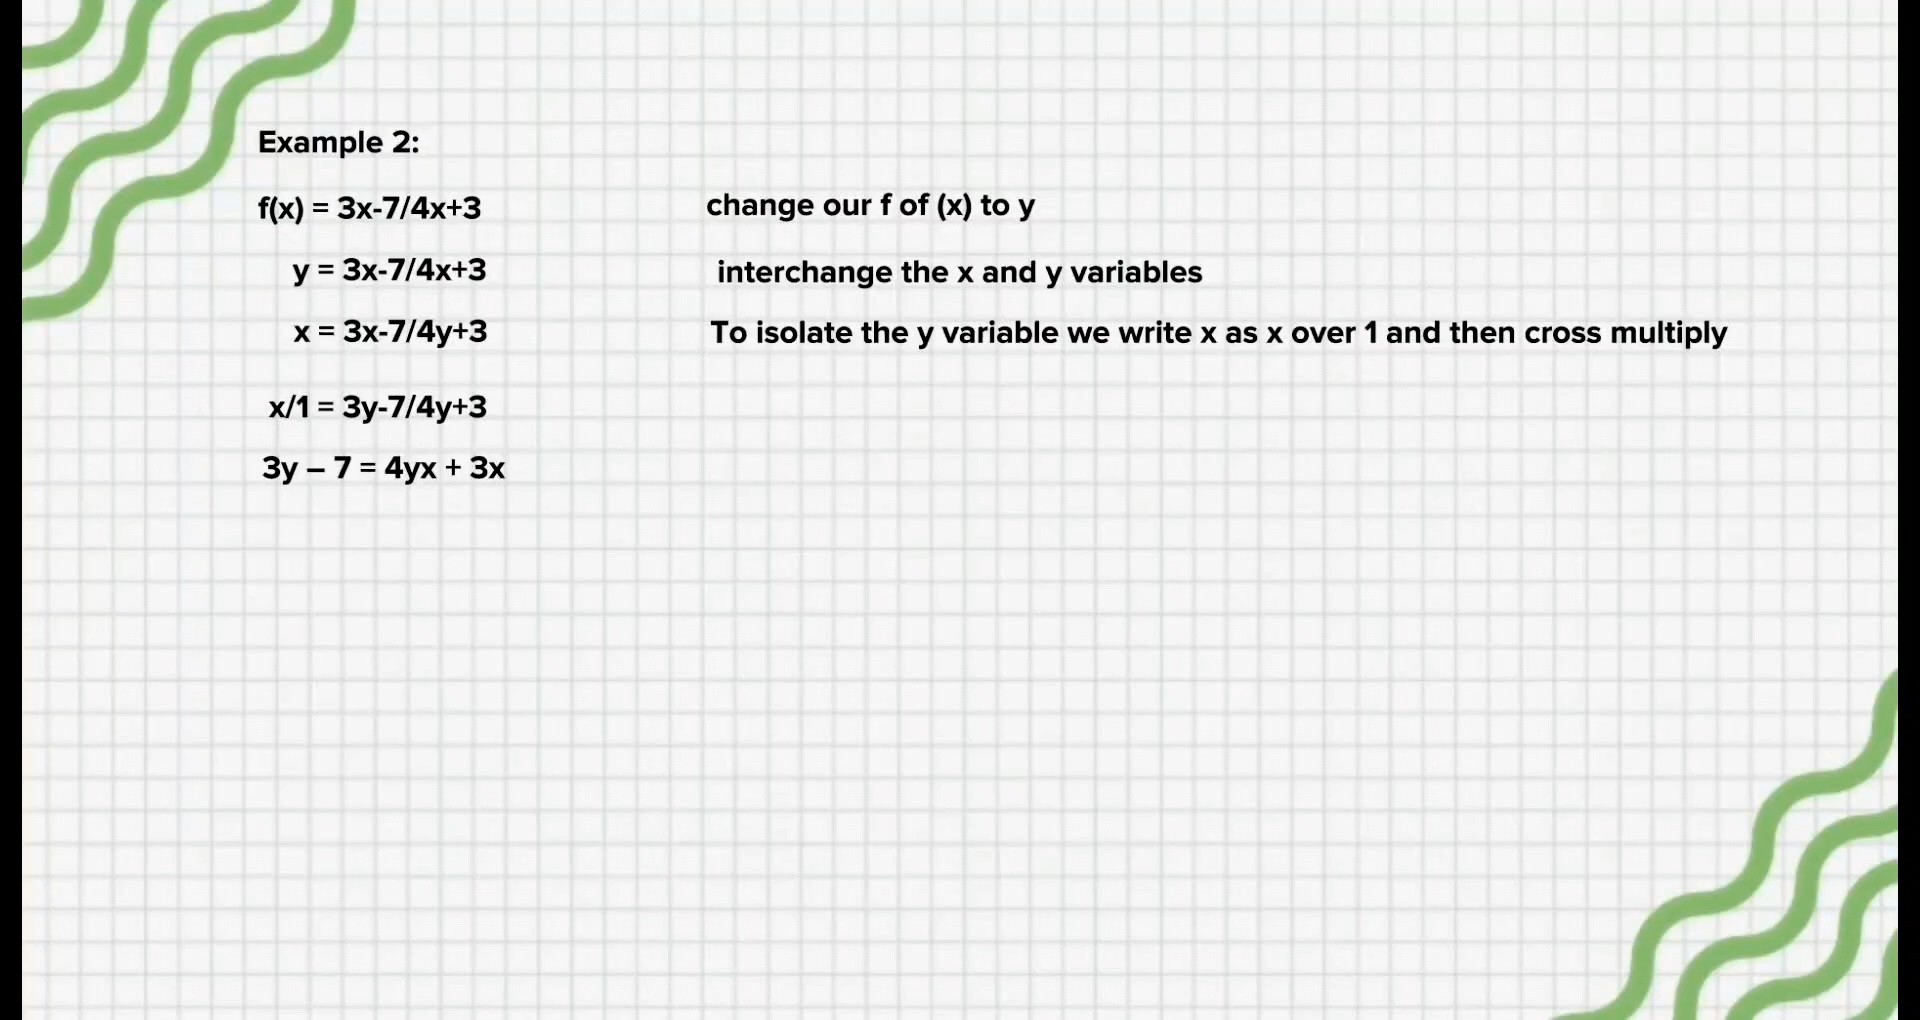 Example 2:
f(x) = 3x-7/4x+3
change our f of (x) to y
y = 3x-7/4x+3
interchange the x and y variables
x = 3x-7/4y+3
To isolate the y variable we write x as x over 1 and then cross multiply
x/1 = 3y-7/4y+3
3y – 7 = 4yx + 3x